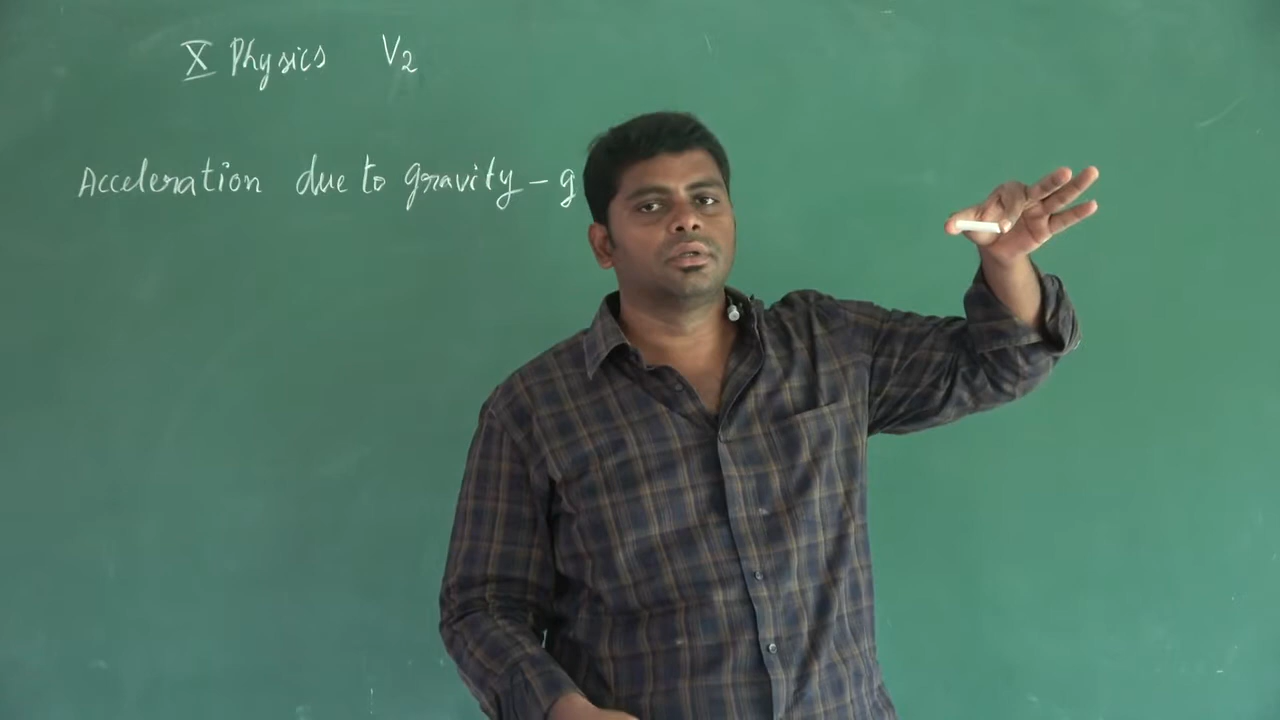 X Physics V₂
Acceleration due to gravity - g